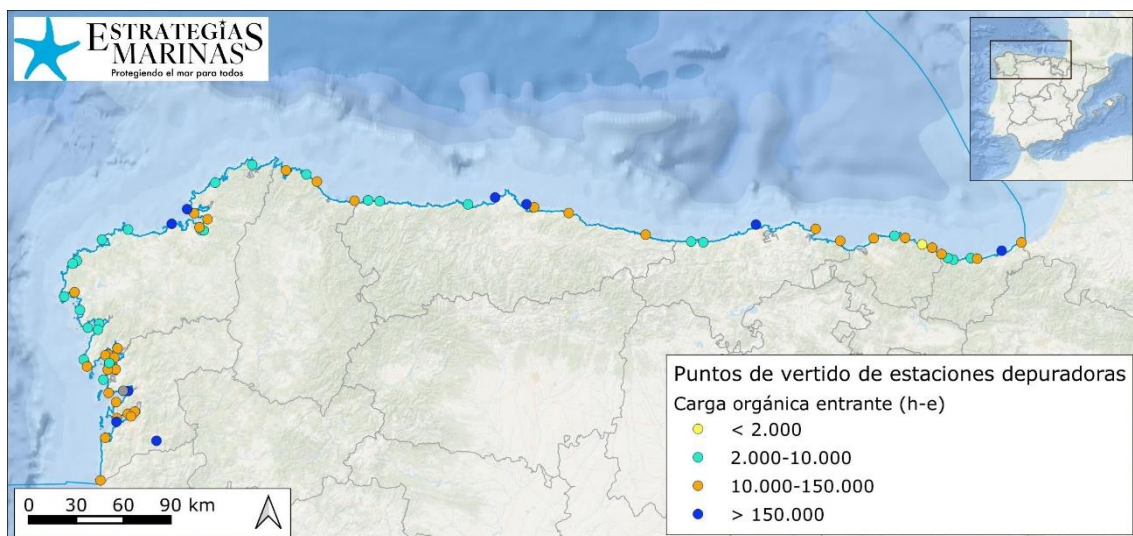 ESTRATEGIAS
MARINAS
Protegiendo el mar para todos
Puntos de vertido de estaciones depuradoras
Carga orgánica entrante (h-e)
< 2.000
2.000-10.000
10.000-150.000
> 150.000
0 30 60 90 km